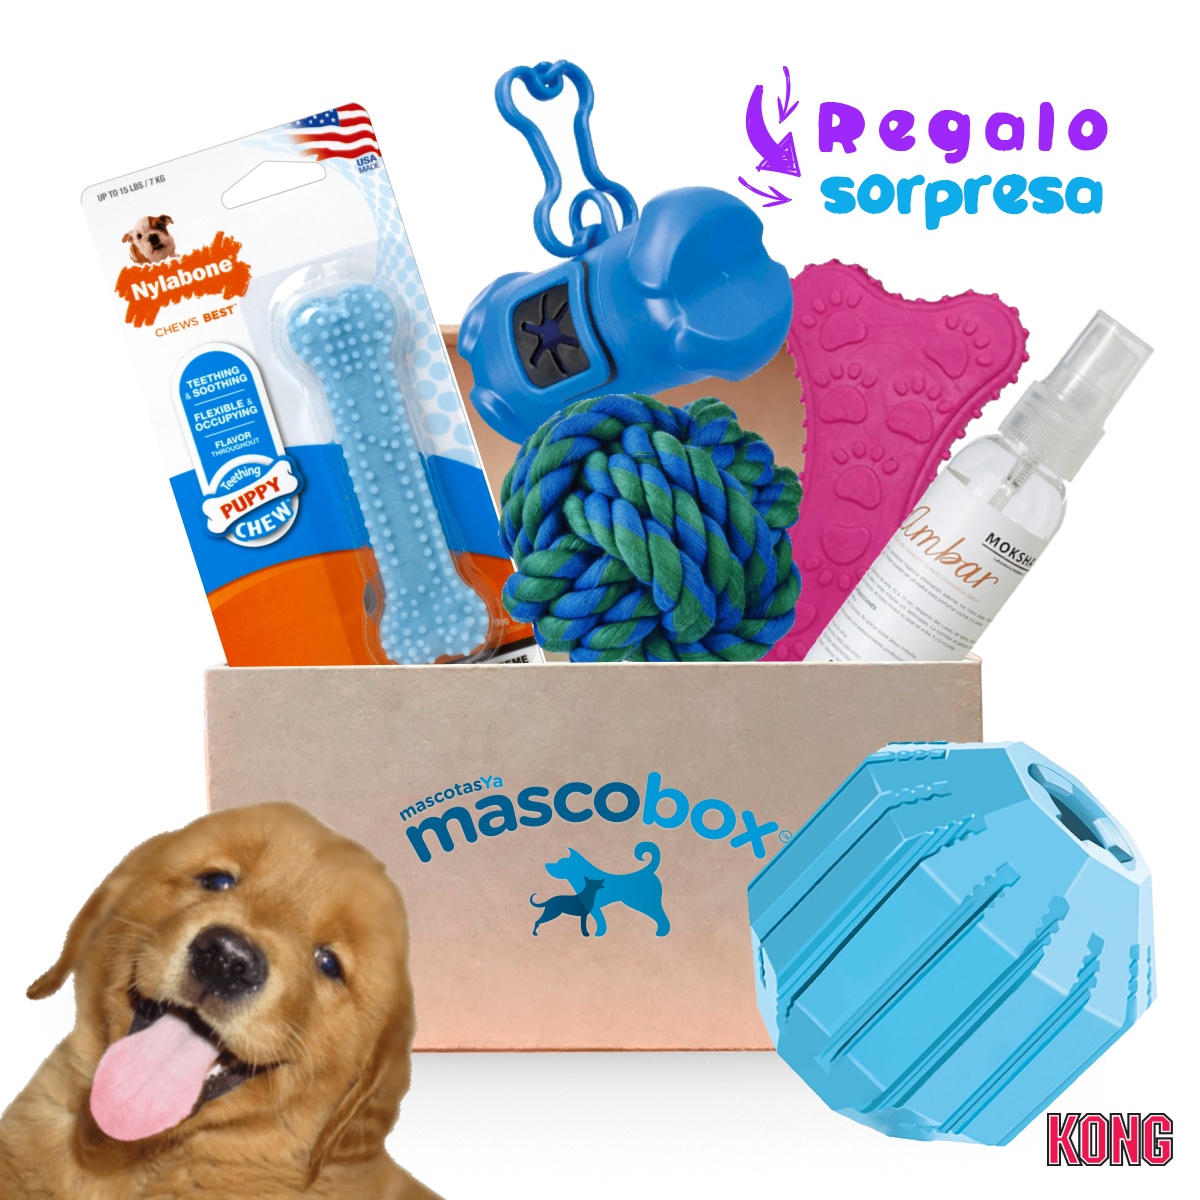 Regalo
sorpresa
USA
MADE
UP TO 15 LBS / 7 KG
Nylabone
CHEWS BEST
TEETHING
& SOOTHING
FLEXIBLE &
OCCUPYING
FLAVOR
THROUGHOUT
Teething
PUPPY
CHEW
MOKSHA
Ambar
mascotasYa
mascobox
TM
KONG